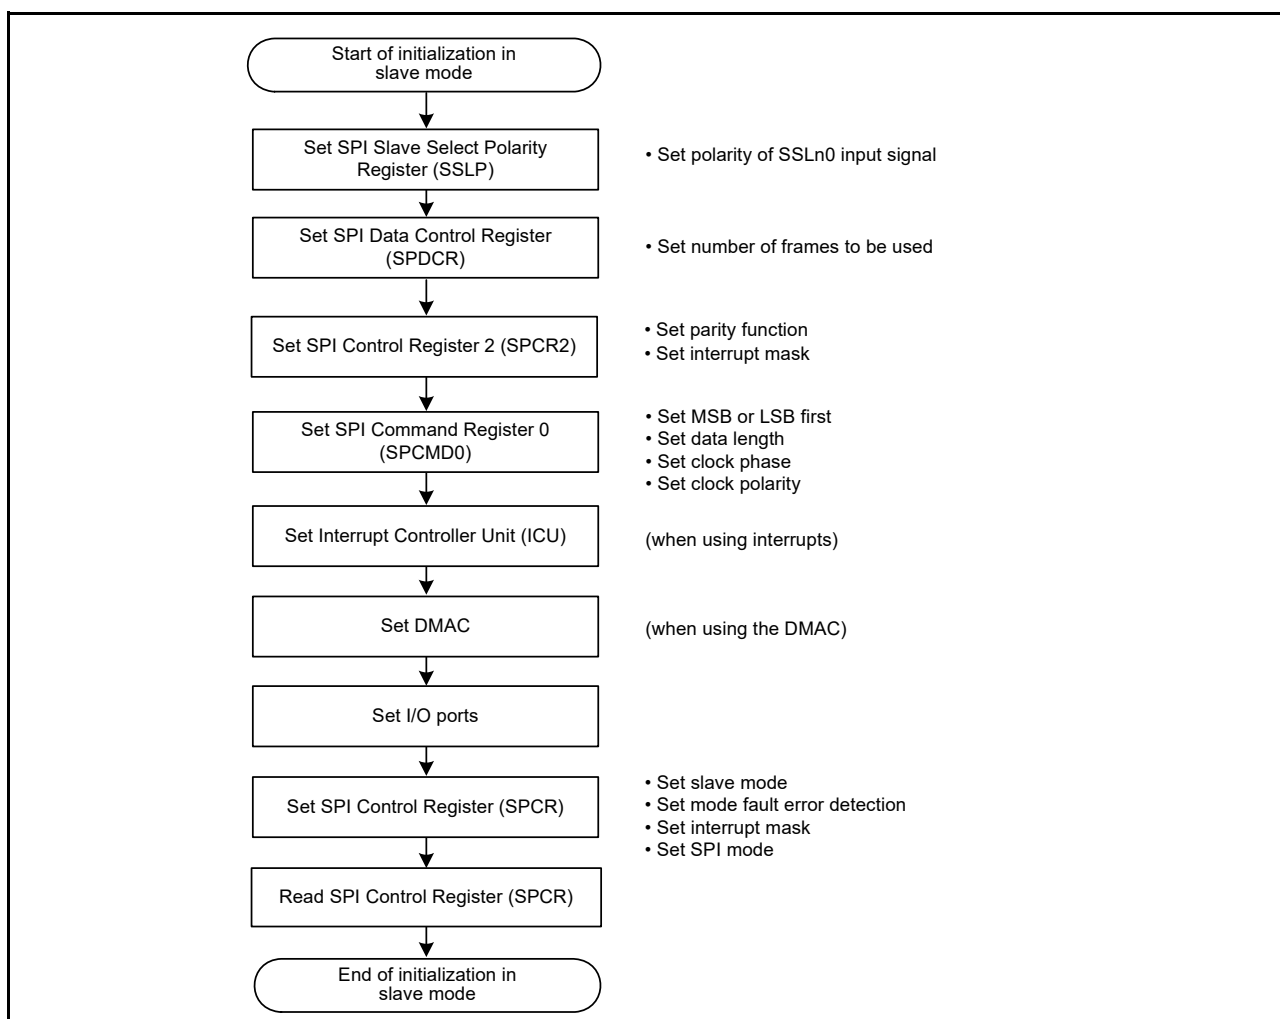 Start of initialization in
slave mode
Set SPI Slave Select Polarity
Register (SSLP)
• Set polarity of SSLn0 input signal
Set SPI Data Control Register
(SPDCR)
• Set number of frames to be used
Set SPI Control Register 2 (SPCR2)
• Set parity function
• Set interrupt mask
Set SPI Command Register 0
(SPCMD0)
• Set MSB or LSB first
• Set data length
• Set clock phase
• Set clock polarity
Set Interrupt Controller Unit (ICU)
(when using interrupts)
Set DMAC
(when using the DMAC)
Set I/O ports
Set SPI Control Register (SPCR)
• Set slave mode
• Set mode fault error detection
• Set interrupt mask
• Set SPI mode
Read SPI Control Register (SPCR)
End of initialization in
slave mode